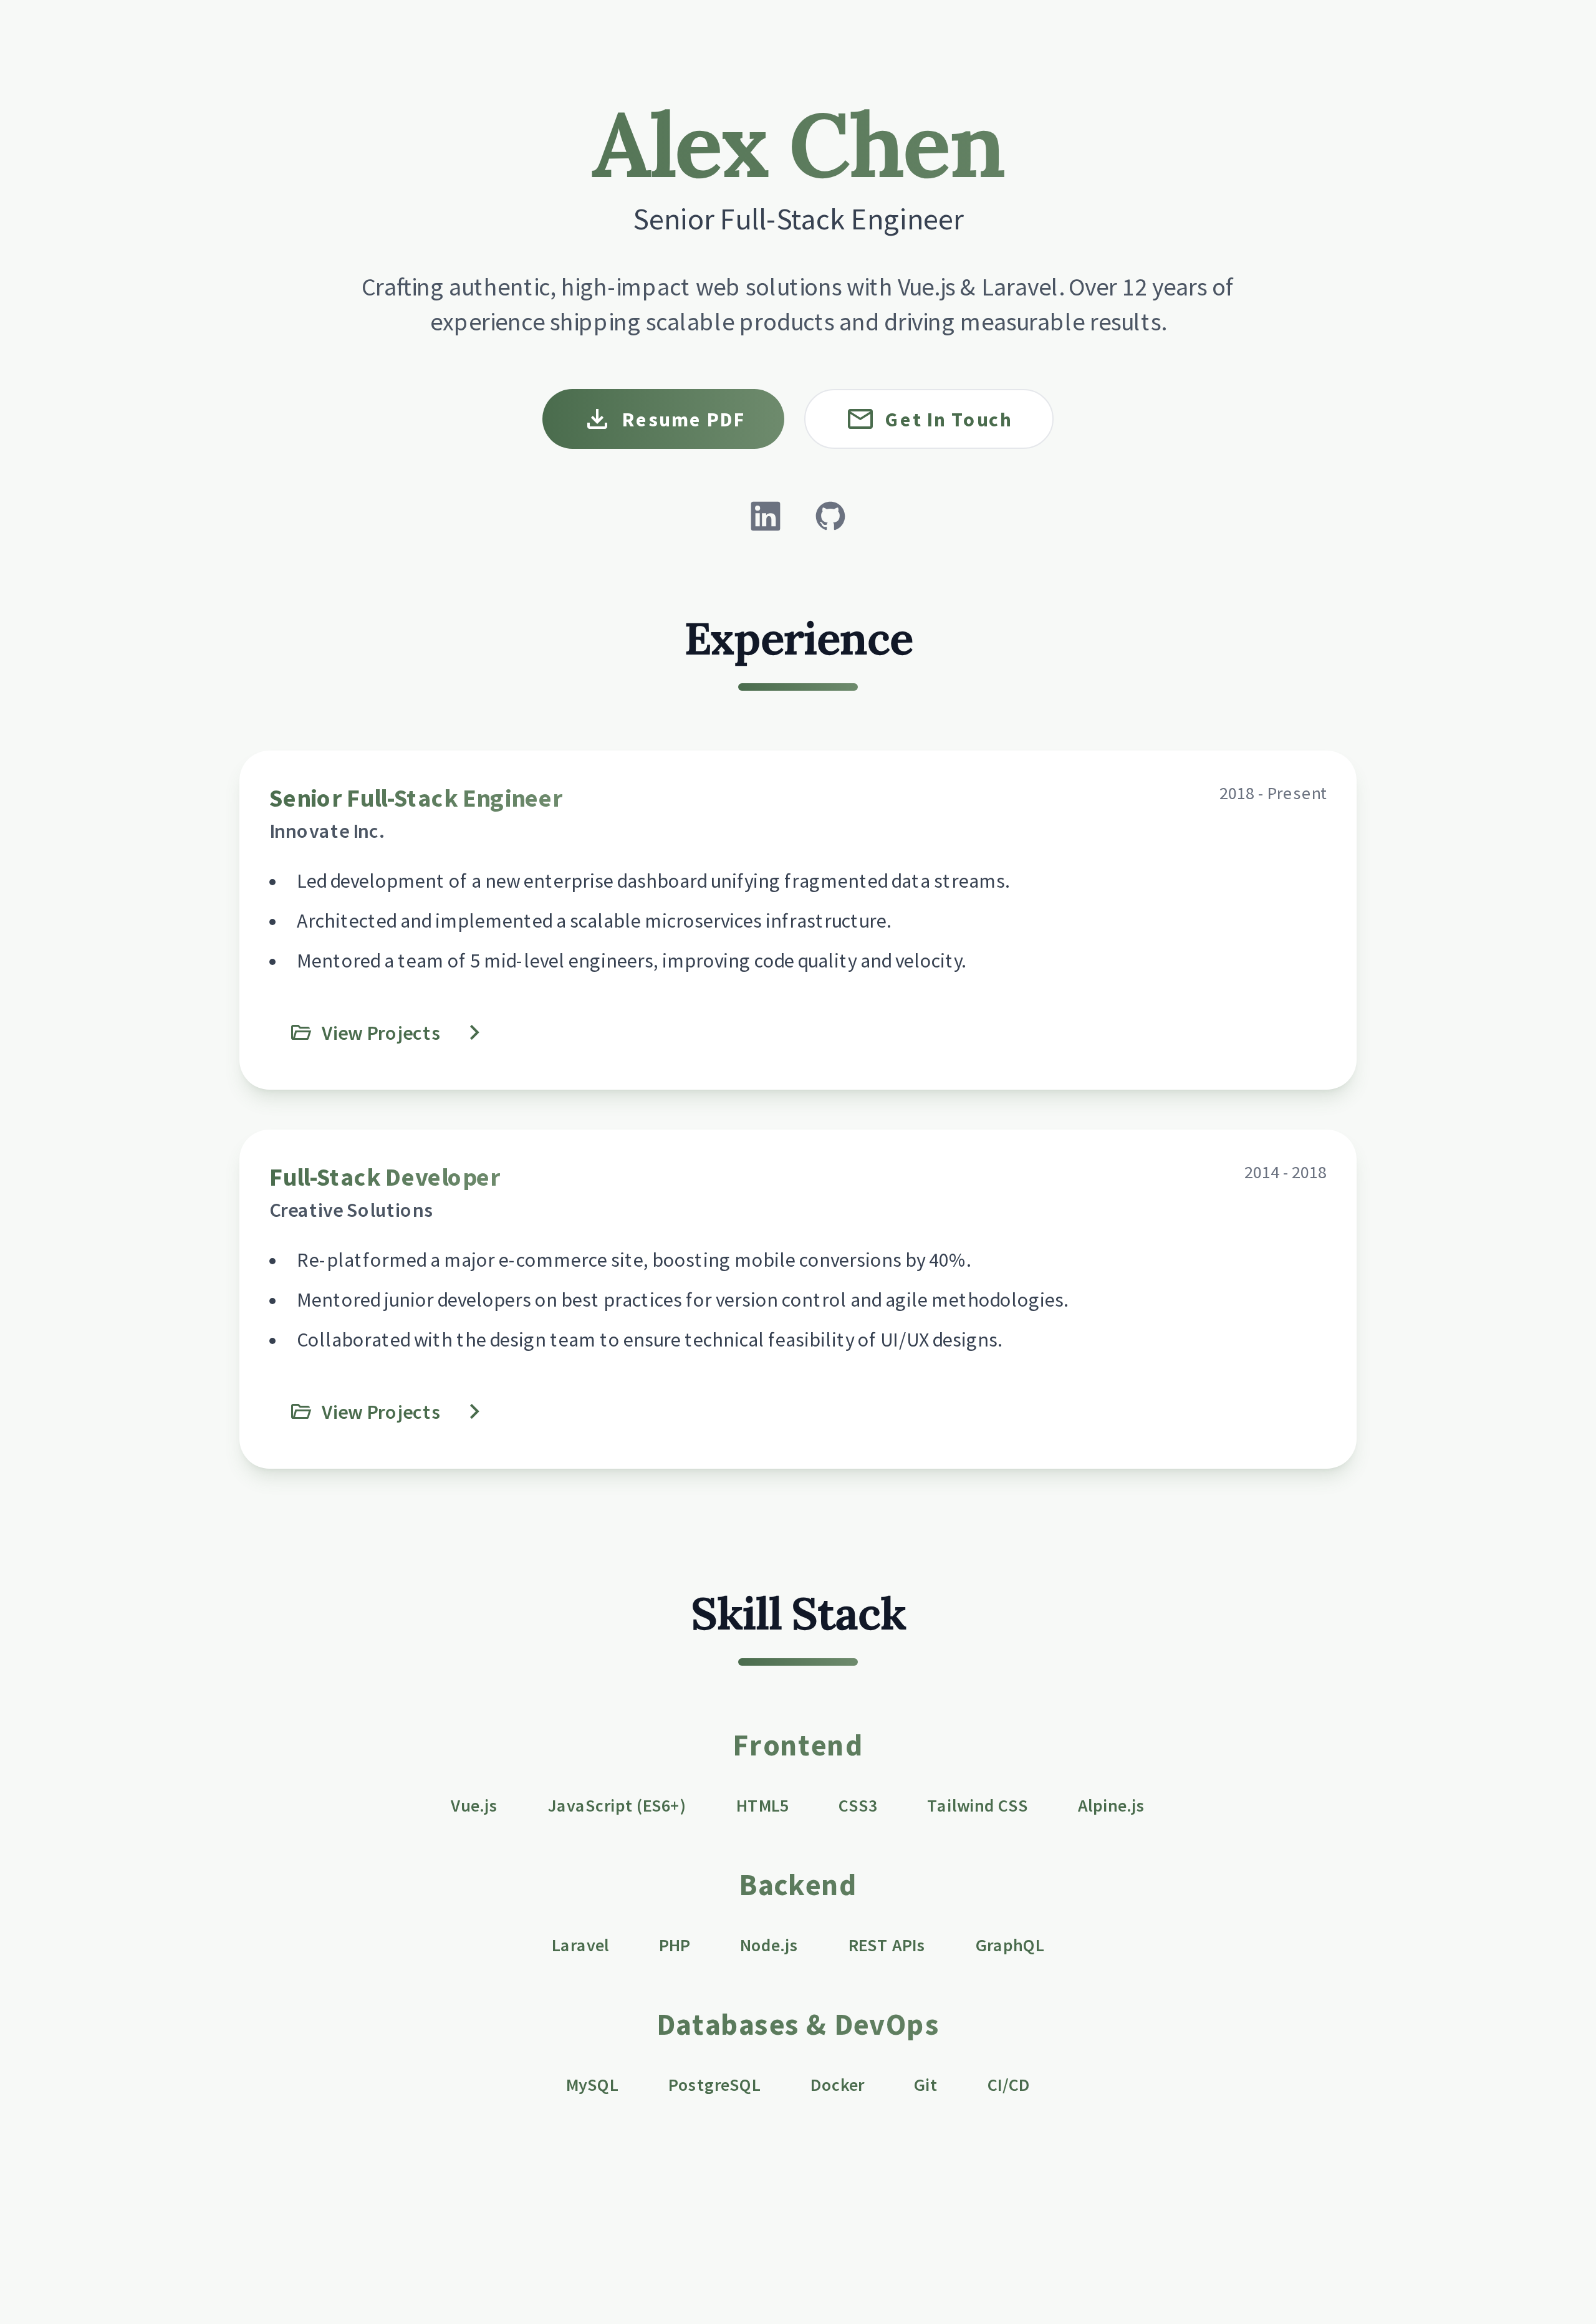 Alex Chen
Senior Full-Stack Engineer
Crafting authentic, high-impact web solutions with Vue.js & Laravel. Over 12 years of
experience shipping scalable products and driving measurable results.
Resume PDF
Get In Touch
in
Experience
Senior Full-Stack Engineer
2018 - Present
Innovate Inc.
• Led development of a new enterprise dashboard unifying fragmented data streams.
• Architected and implemented a scalable microservices infrastructure.
• Mentored a team of 5 mid-level engineers, improving code quality and velocity.
View Projects
Full-Stack Developer
2014 - 2018
Creative Solutions
• Re-platformed a major e-commerce site, boosting mobile conversions by 40%.
• Mentored junior developers on best practices for version control and agile methodologies.
• Collaborated with the design team to ensure technical feasibility of UI/UX designs.
View Projects
Skill Stack
Frontend
Vue.js JavaScript (ES6+) HTML5 CSS3 Tailwind CSS Alpine.js
Backend
Laravel PHP Node.js REST APIs GraphQL
Databases & DevOps
MySQL PostgreSQL Docker Git CI/CD